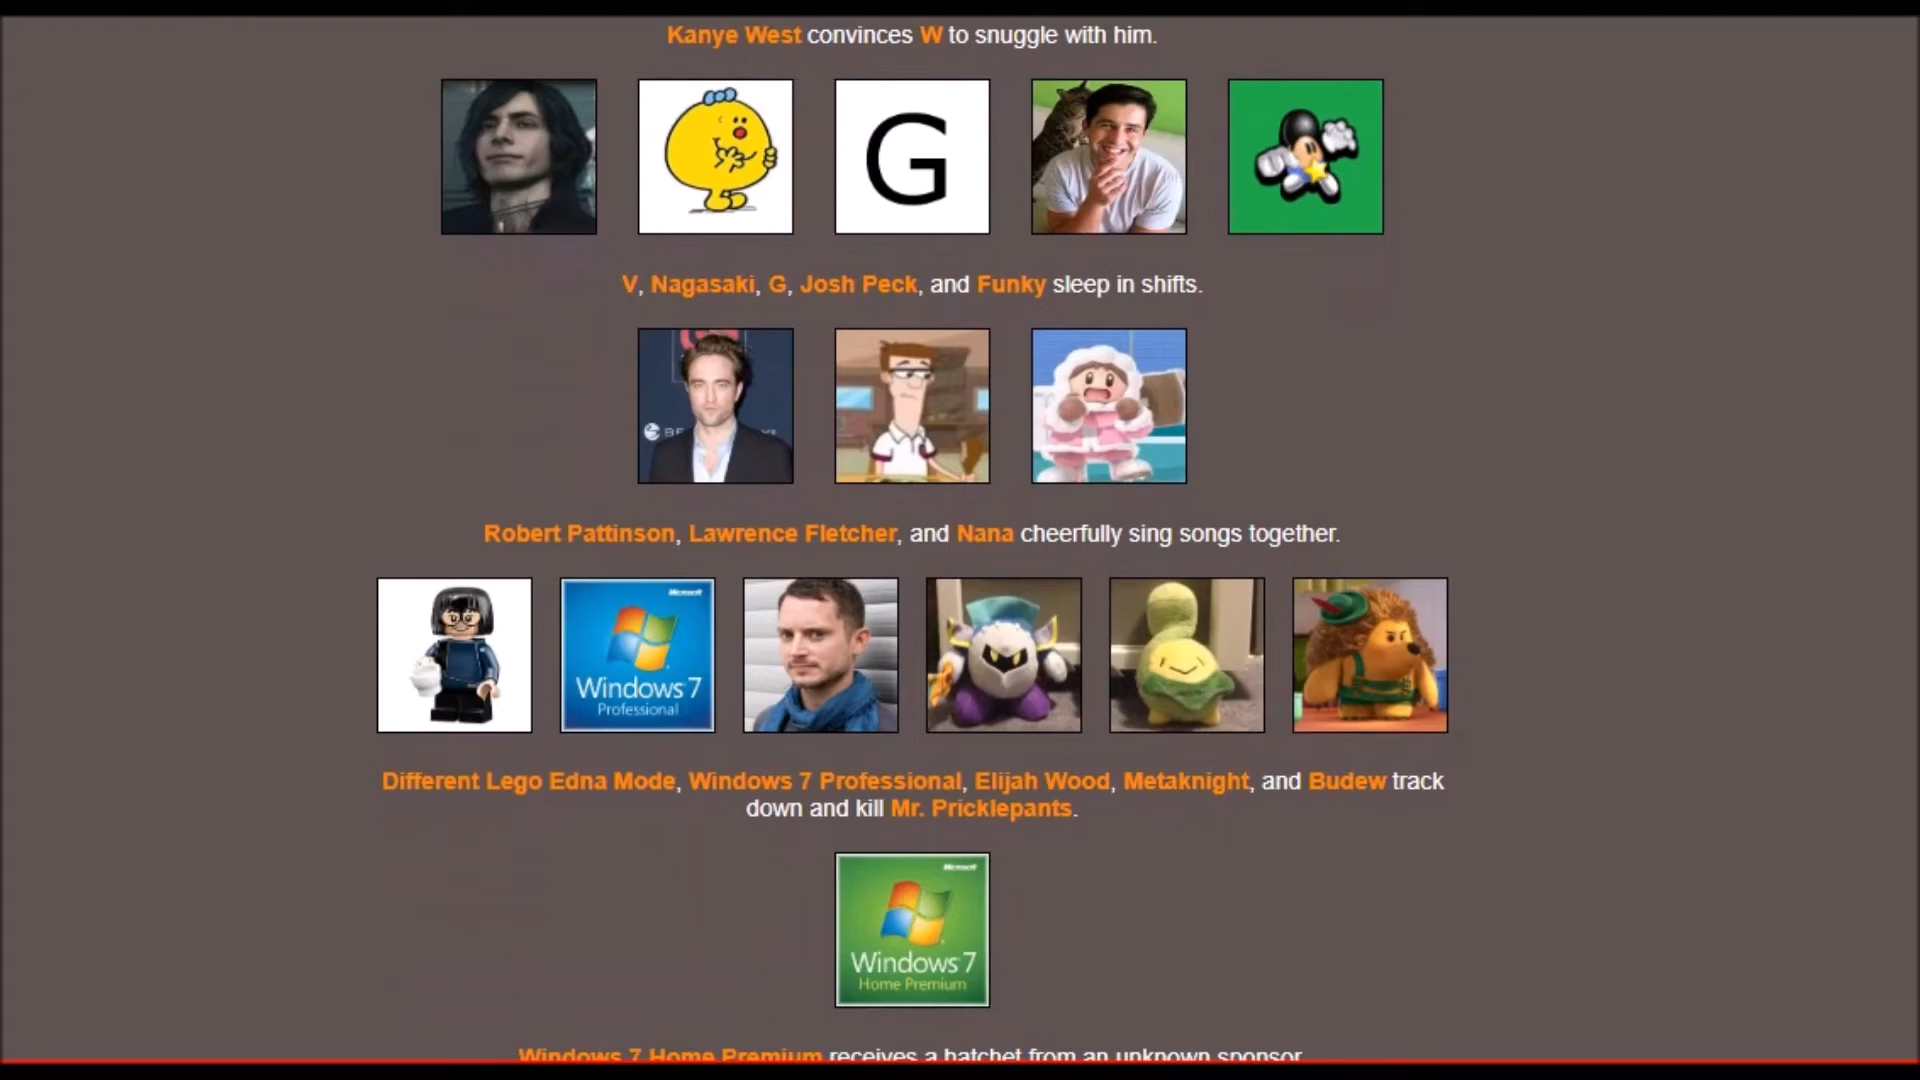 Kanye West convinces W to snuggle with him.
G
V, Nagasaki, G, Josh Peck, and Funky sleep in shifts.
BE
Robert Pattinson, Lawrence Fletcher, and Nana cheerfully sing songs together.
Microsoft
Windows 7
Professional
Different Lego Edna Mode, Windows 7 Professional, Elijah Wood, Metaknight, and Budew track
down and kill Mr. Pricklepants.
Microsoft
Windows 7
Home Premium
Windows 7 Home Premium receives a hatchet from an unknown sponsor.